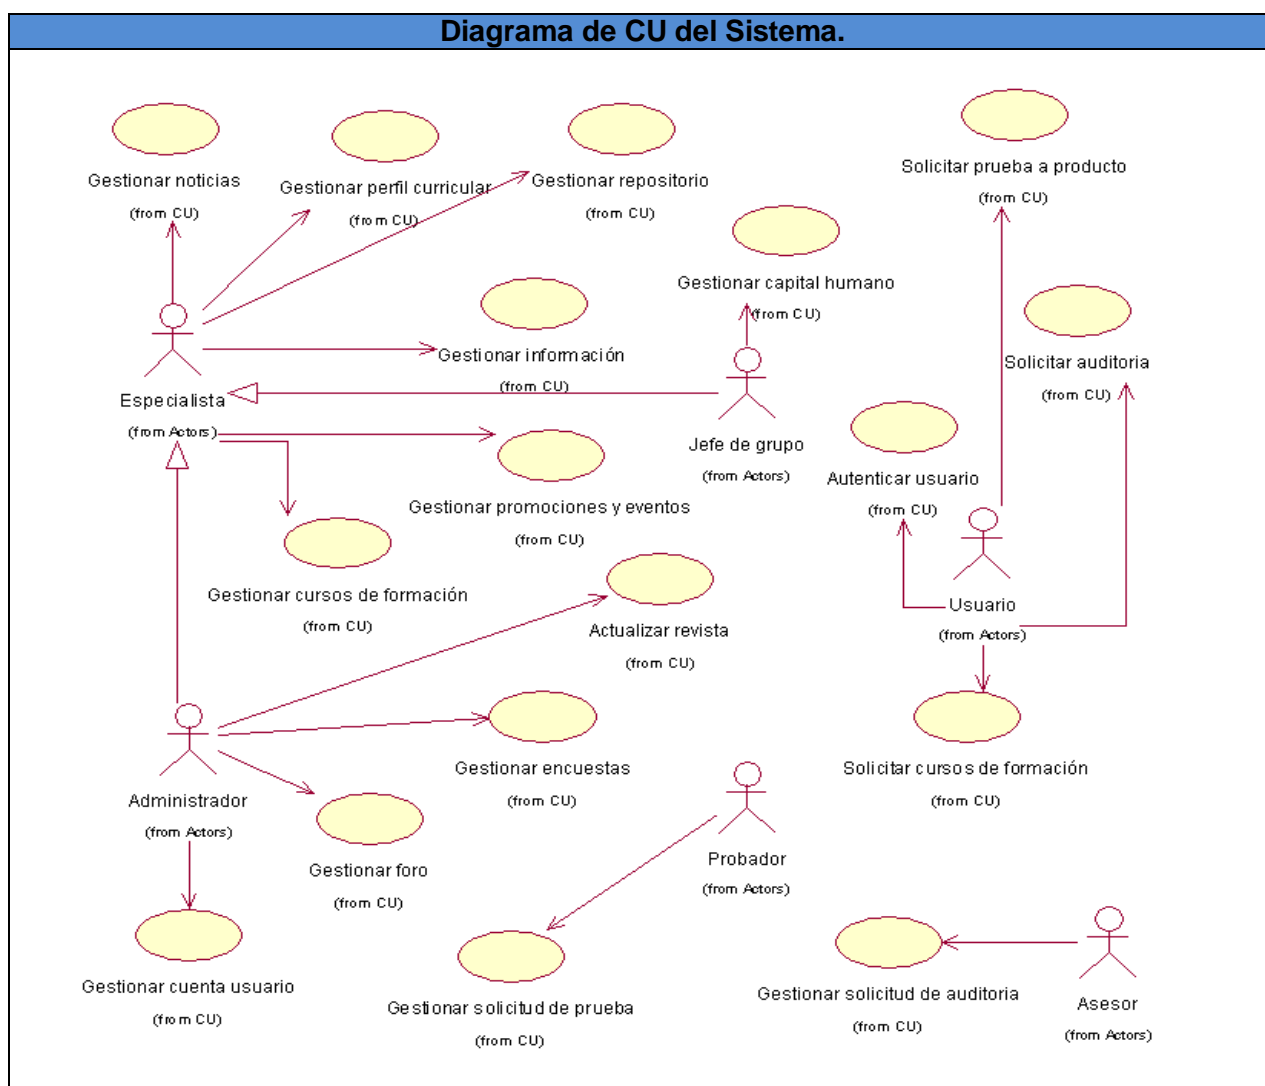 Diagrama de CU del Sistema.
Gestionar noticias
(from CU)
Gestionar perfil curricular
(from CU)
Gestionar repositorio
(from CU)
Solicitar prueba a producto
(from CU)
Gestionar capital humano
(from CU)
Gestionar información
(from CU)
Solicitar auditoria
(from CU)
Especialista
(from Actors)
Jefe de grupo
(from Actors)
Autenticar usuario
(from CU)
Gestionar promociones y eventos
(from CU)
Gestionar cursos de formación
(from CU)
Usuario
(from Actors)
Actualizar revista
(from CU)
Gestionar encuestas
(from CU)
Solicitar cursos de formación
(from CU)
Administrador
(from Actors)
Gestionar foro
(from CU)
Probador
(from Actors)
Gestionar cuenta usuario
(from CU)
Gestionar solicitud de prueba
(from CU)
Gestionar solicitud de auditoria
(from CU)
Asesor
(from Actors)